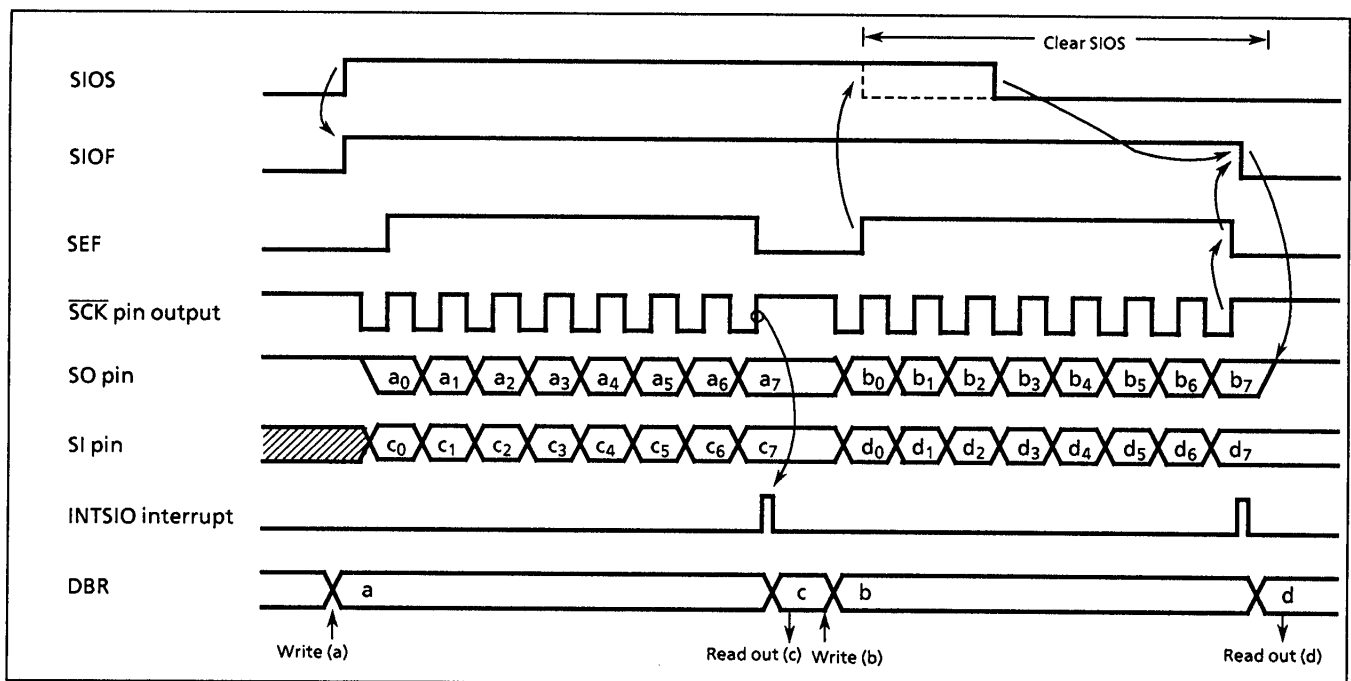 Clear SIOS
SIOS
SIOF
SEF
SCK pin output
SO pin a0 a1 a2 a3 a4 a5 a6 a7 b0 b1 b2 b3 b4 b5 b6 b7
SI pin c0 c1 c2 c3 c4 c5 c6 c7 d0 d1 d2 d3 d4 d5 d6 d7
INTSIO interrupt
DBR a c b d
Write (a) Read out (c) Write (b) Read out (d)